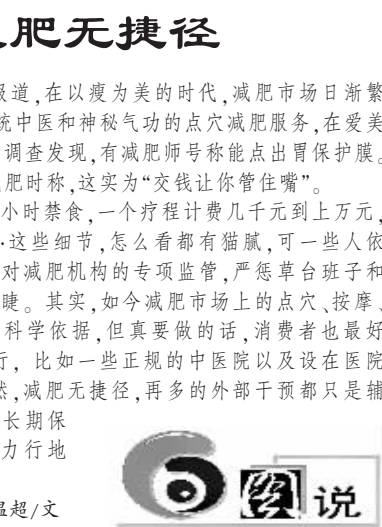 肥无捷径
报道,在以瘦为美的时代,减肥市场日渐繁
统中医和神秘气功的点穴减肥服务,在爱美
调查发现,有减肥师号称能点出胃保护膜。
肥时称,这实为“交钱让你管住嘴”。
小时禁食,一个疗程计费几千元到上万元,
…这些细节,怎么看都有猫腻,可一些人依
对减肥机构的专项监管,严惩草台班子和
睫。其实,如今减肥市场上的点穴、按摩、
科学依据,但真要做的话,消费者也最好
行,比如一些正规的中医院以及设在医院
然,减肥无捷径,再多的外部干预都只是辅
长期保
力行地
温超/文
说